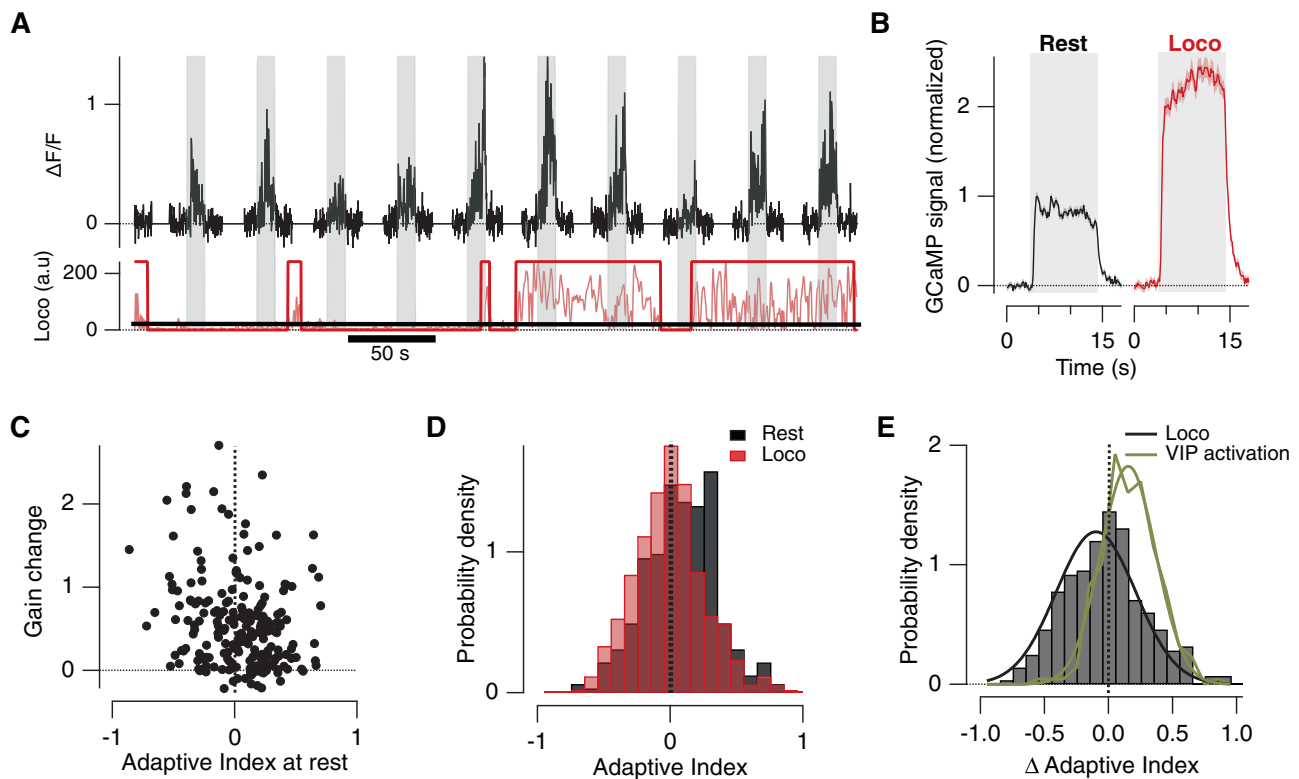 A
ΔF/F
1
0
Loco (a.u)
200
0
50 s
B
Rest
Loco
GCaMP signal (normalized)
2
1
0
0
15
0
15
Time (s)
C
Gain change
2
1
0
-1
0
1
Adaptive Index at rest
D
Rest
Loco
Probability density
1
0
-1
0
1
Adaptive Index
E
Loco
VIP activation
Probability density
2
1
0
-1.0
-0.5
0.0
0.5
1.0
Δ Adaptive Index